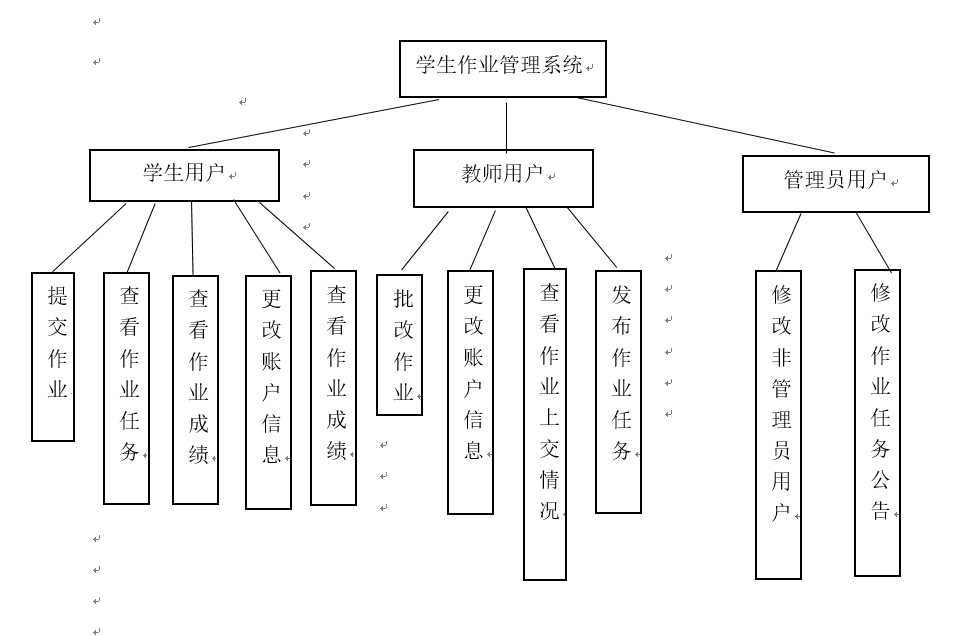 学生作业管理系统
学生用户
教师用户
管理员用户
提交作业
查看作业任务
查看作业成绩
更改账户信息
查看作业成绩
批改作业
更改账户信息
查看作业上交情况
发布作业任务
修改非管理员用户
修改作业任务公告